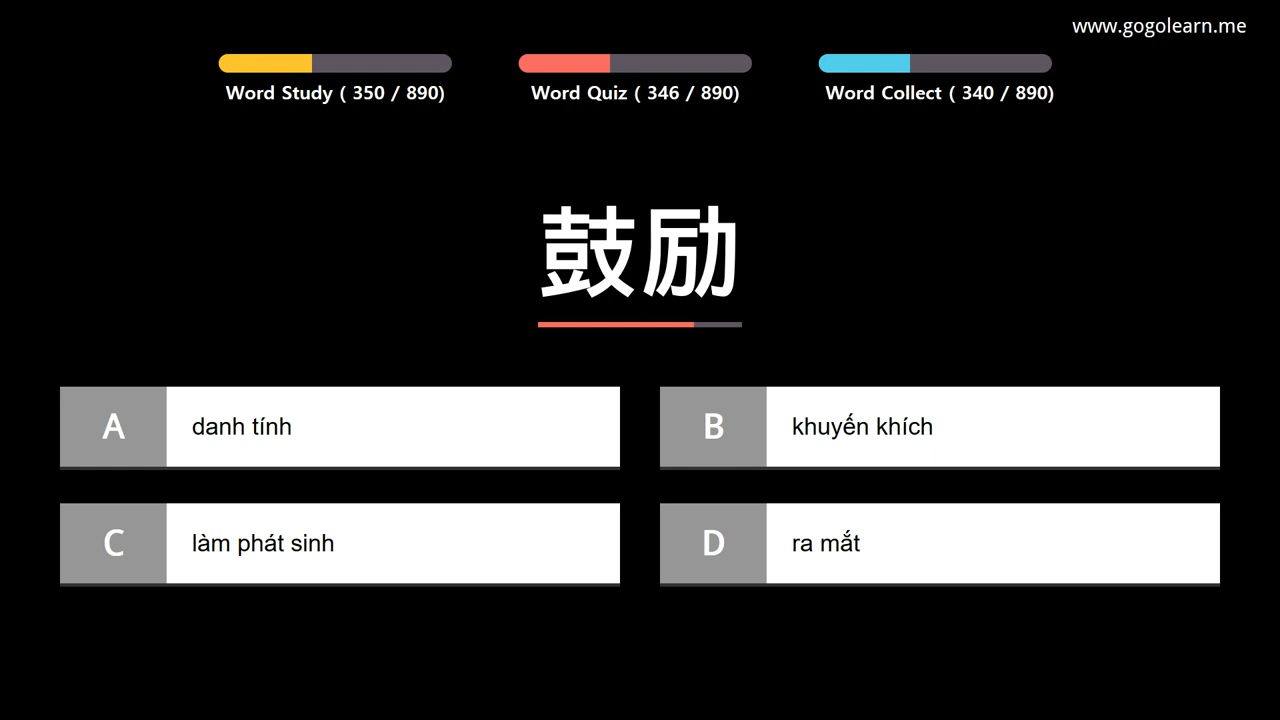 www.gogolearn.me
Word Study ( 350 / 890)
Word Quiz ( 346 / 890)
Word Collect ( 340 / 890)
鼓励
A
danh tính
B
khuyến khích
C
làm phát sinh
D
ra mắt